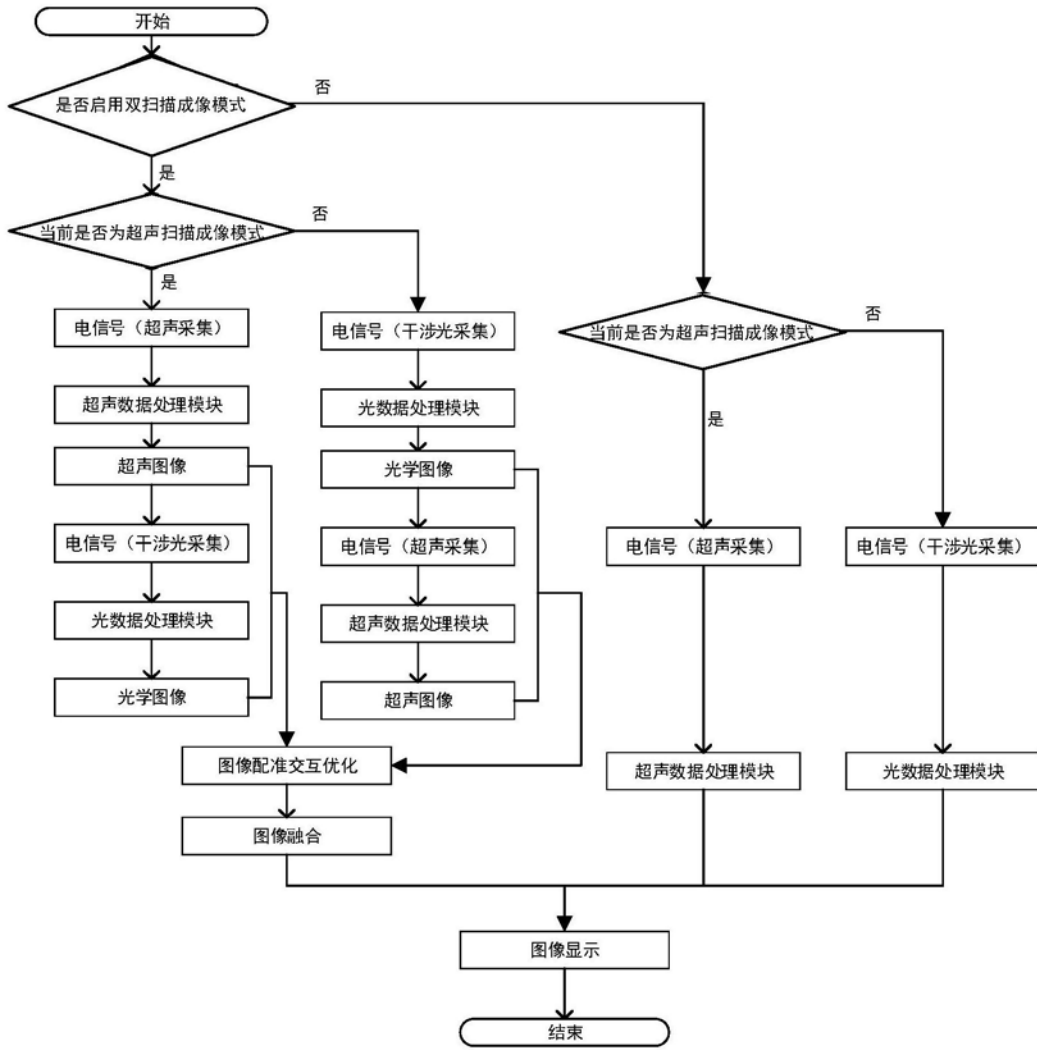 开始
是否启用双扫描成像模式
否
是
当前是否为超声扫描成像模式
否
是
电信号（超声采集）
超声数据处理模块
超声图像
电信号（干涉光采集）
光数据处理模块
光学图像
电信号（干涉光采集）
光数据处理模块
光学图像
电信号（超声采集）
超声数据处理模块
超声图像
图像配准交互优化
图像融合
当前是否为超声扫描成像模式
否
是
电信号（超声采集）
超声数据处理模块
电信号（干涉光采集）
光数据处理模块
图像显示
结束